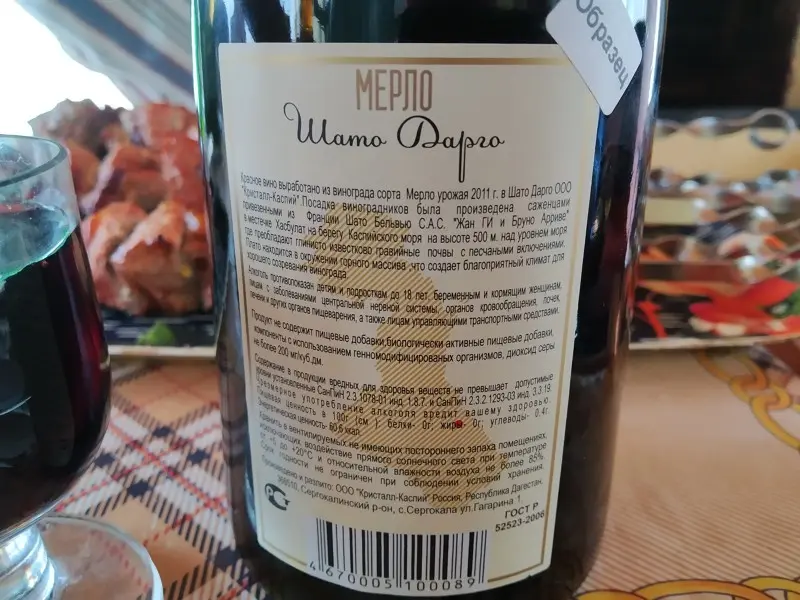 Образец
МЕРЛО
Шато Дарго
Красное вино выработано из винограда сорта Мерло урожая 2011 г. в Шато Дарго ООО
"Кристалл-Каспий". Посадка виноградников была произведена саженцами
привезенными из Франции Шато Бельвью С.А.С. "Жан ГИ и Бруно Арриве"
в местечке Хасбулат на берегу Каспийского моря на высоте 500 м. над уровнем моря
где преобладают глинисто известково гравийные почвы с песчаными включениями.
Плато находится в окружении горного массива ,что создает благоприятный климат для
хорошего созревания винограда.
Алкоголь противопоказан детям и подросткам до 18 лет, беременным и кормящим женщинам,
лицам с заболеваниями центральной нервной системы, органов кровообращения, почек,
печени и других органов пищеварения, а также лицам управляющими транспортными средствами.
Продукт не содержит пищевые добавки,биологически активные пищевые добавки,
компоненты с использованием генномодифицированых организмов, диоксид серы
не более 200 мг/куб.дм.
Содержание в продукции вредных для здоровья веществ не превышает допустимые
уровни установленные СанПиН 2.3.1078-01 инд. 1.8.7. и СанПиН 2.3.2.1293-03 инд. 3.3.19.
Чрезмерное употребление алкоголя вредит вашему здоровью.
Пищевая ценность в 100г. (см ): белки- 0г; жиры- 0г; углеводы- 0.4г.
Энергетическая ценность- 60,6 ккал
Хранить в вентилируемых не имеющих постороннего запаха помещениях,
исключающих воздействие прямого солнечного света при температуре
от +5 до +20°С и относительной влажности воздуха не более 85%
Срок годности не ограничен при соблюдении условий хранения.
Произведено и разлито: ООО "Кристалл-Каспий" Россия, Республика Дагестан,
368510, Сергокалинский р-он, с.Сергокала ул.Гагарина 1.
ГОСТ Р
52523-2006
4 670005 100089